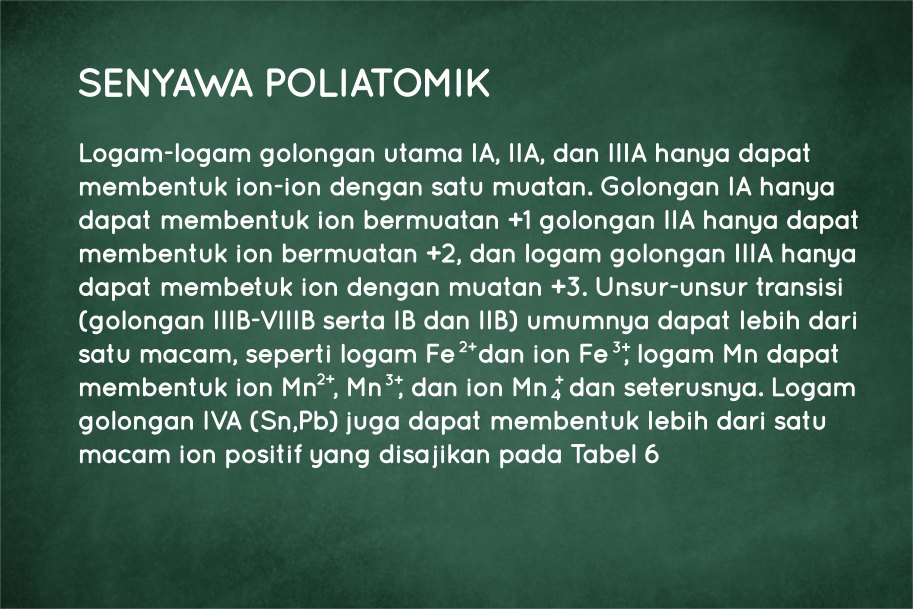 SENYAWA POLIATOMIK
Logam-logam golongan utama IA, IIA, dan IIIA hanya dapat
membentuk ion-ion dengan satu muatan. Golongan IA hanya
dapat membentuk ion bermuatan +1 golongan IIA hanya dapat
membentuk ion bermuatan +2, dan logam golongan IIIA hanya
dapat membetuk ion dengan muatan +3. Unsur-unsur transisi
(golongan IIIB-VIIIB serta IB dan IIB) umumnya dapat lebih dari
satu macam, seperti logam Fe²⁺ dan ion Fe³⁺, logam Mn dapat
membentuk ion Mn²⁺, Mn³⁺, dan ion Mn₄⁺ dan seterusnya. Logam
golongan IVA (Sn,Pb) juga dapat membentuk lebih dari satu
macam ion positif yang disajikan pada Tabel 6